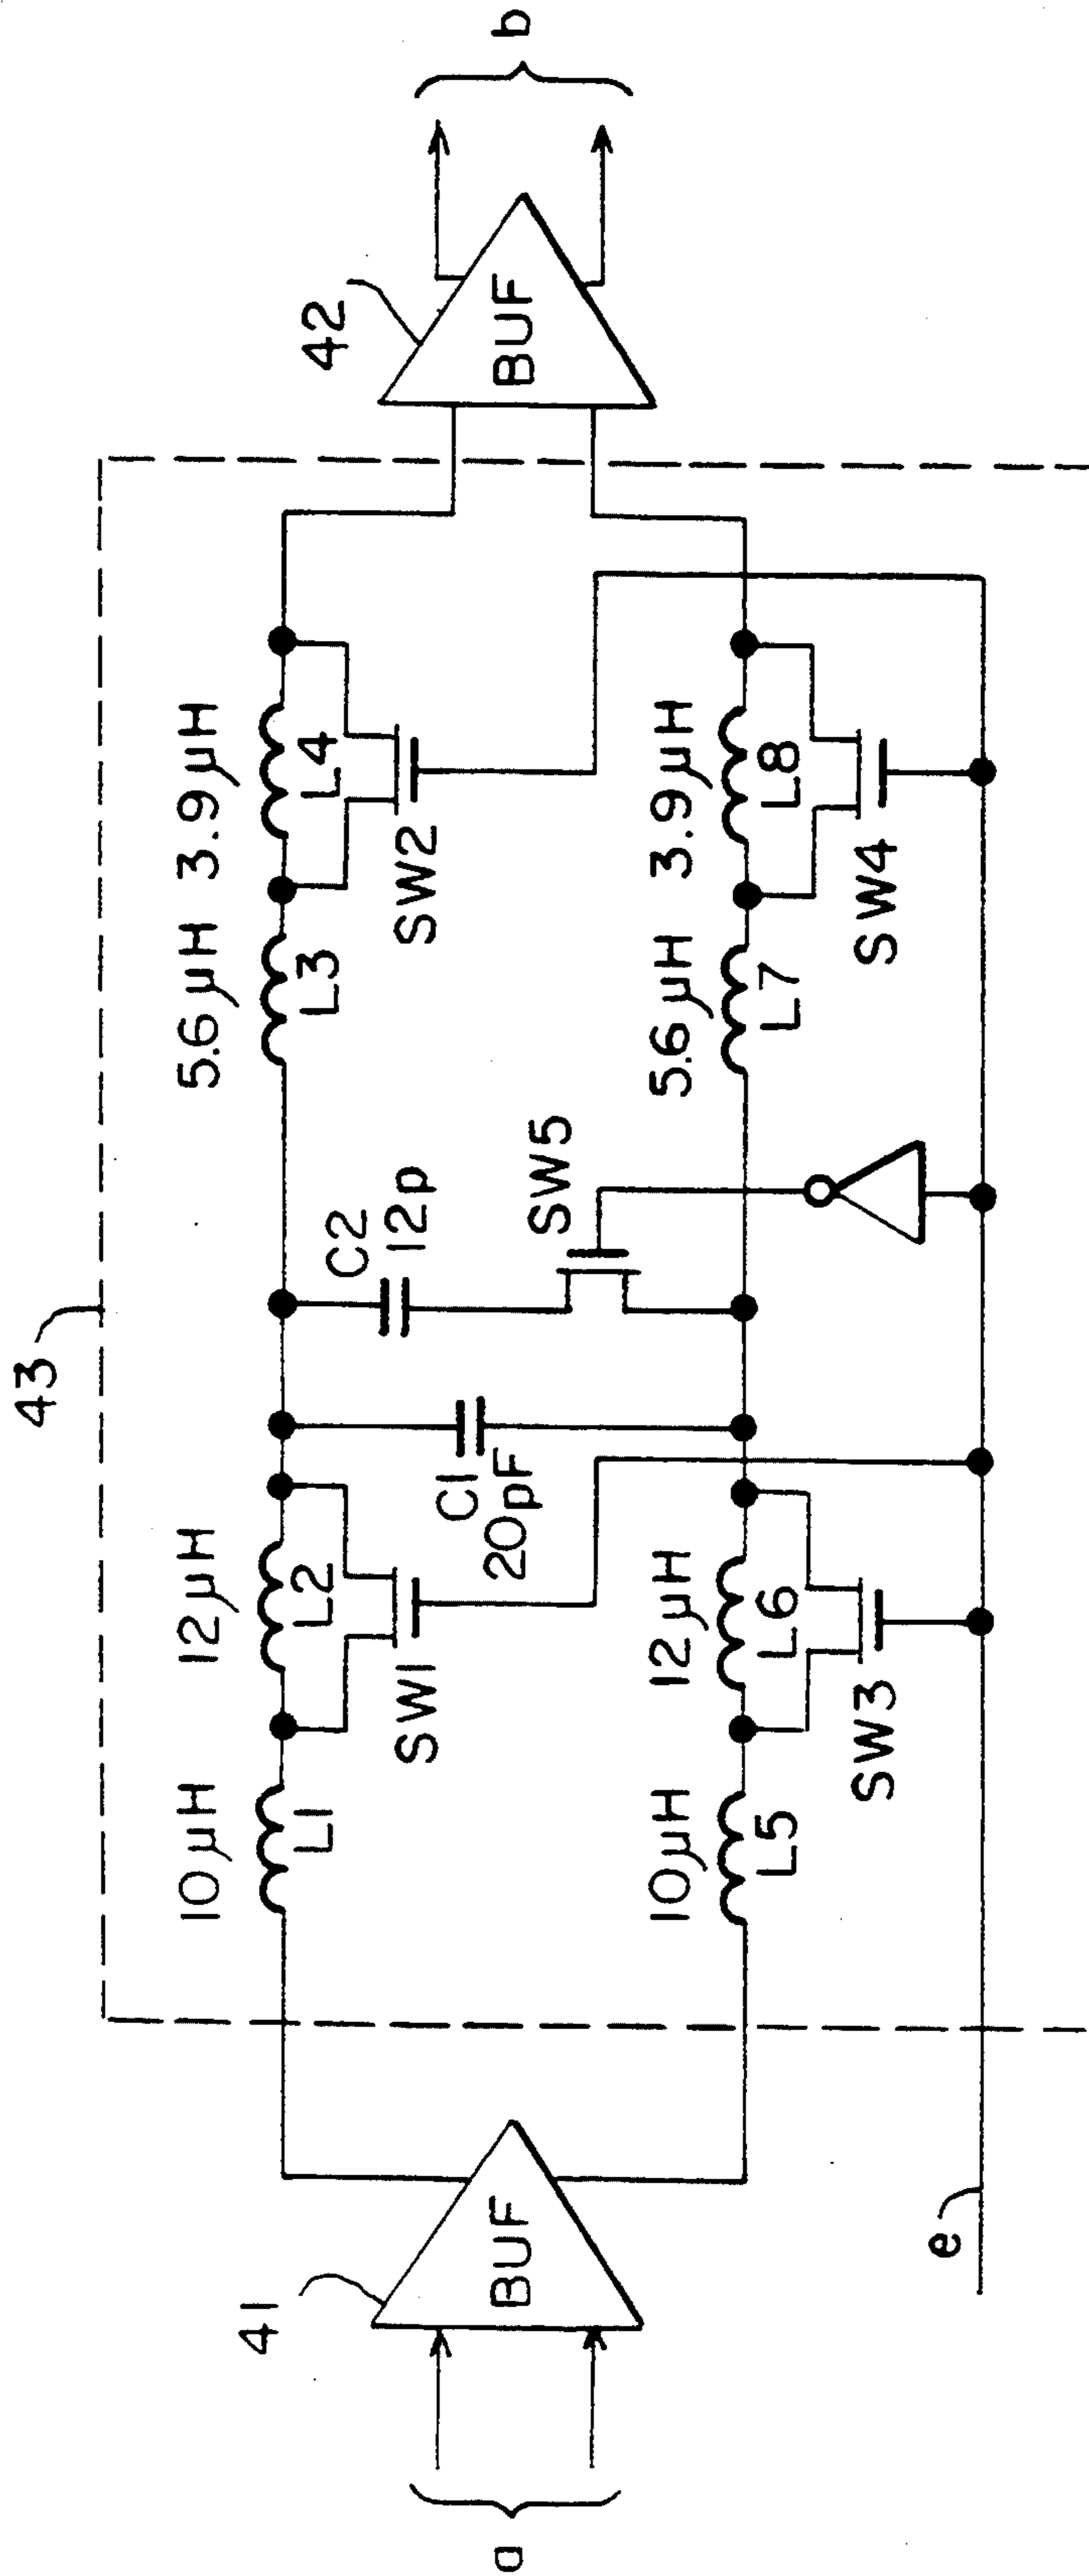 43
41
BUF
a
e
10μH
L1
12μH
L2
SW1
C1
20pF
C2
12p
SW5
5.6μH
L3
3.9μH
L4
SW2
10μH
L5
12μH
L6
SW3
5.6μH
L7
3.9μH
L8
SW4
42
BUF
b